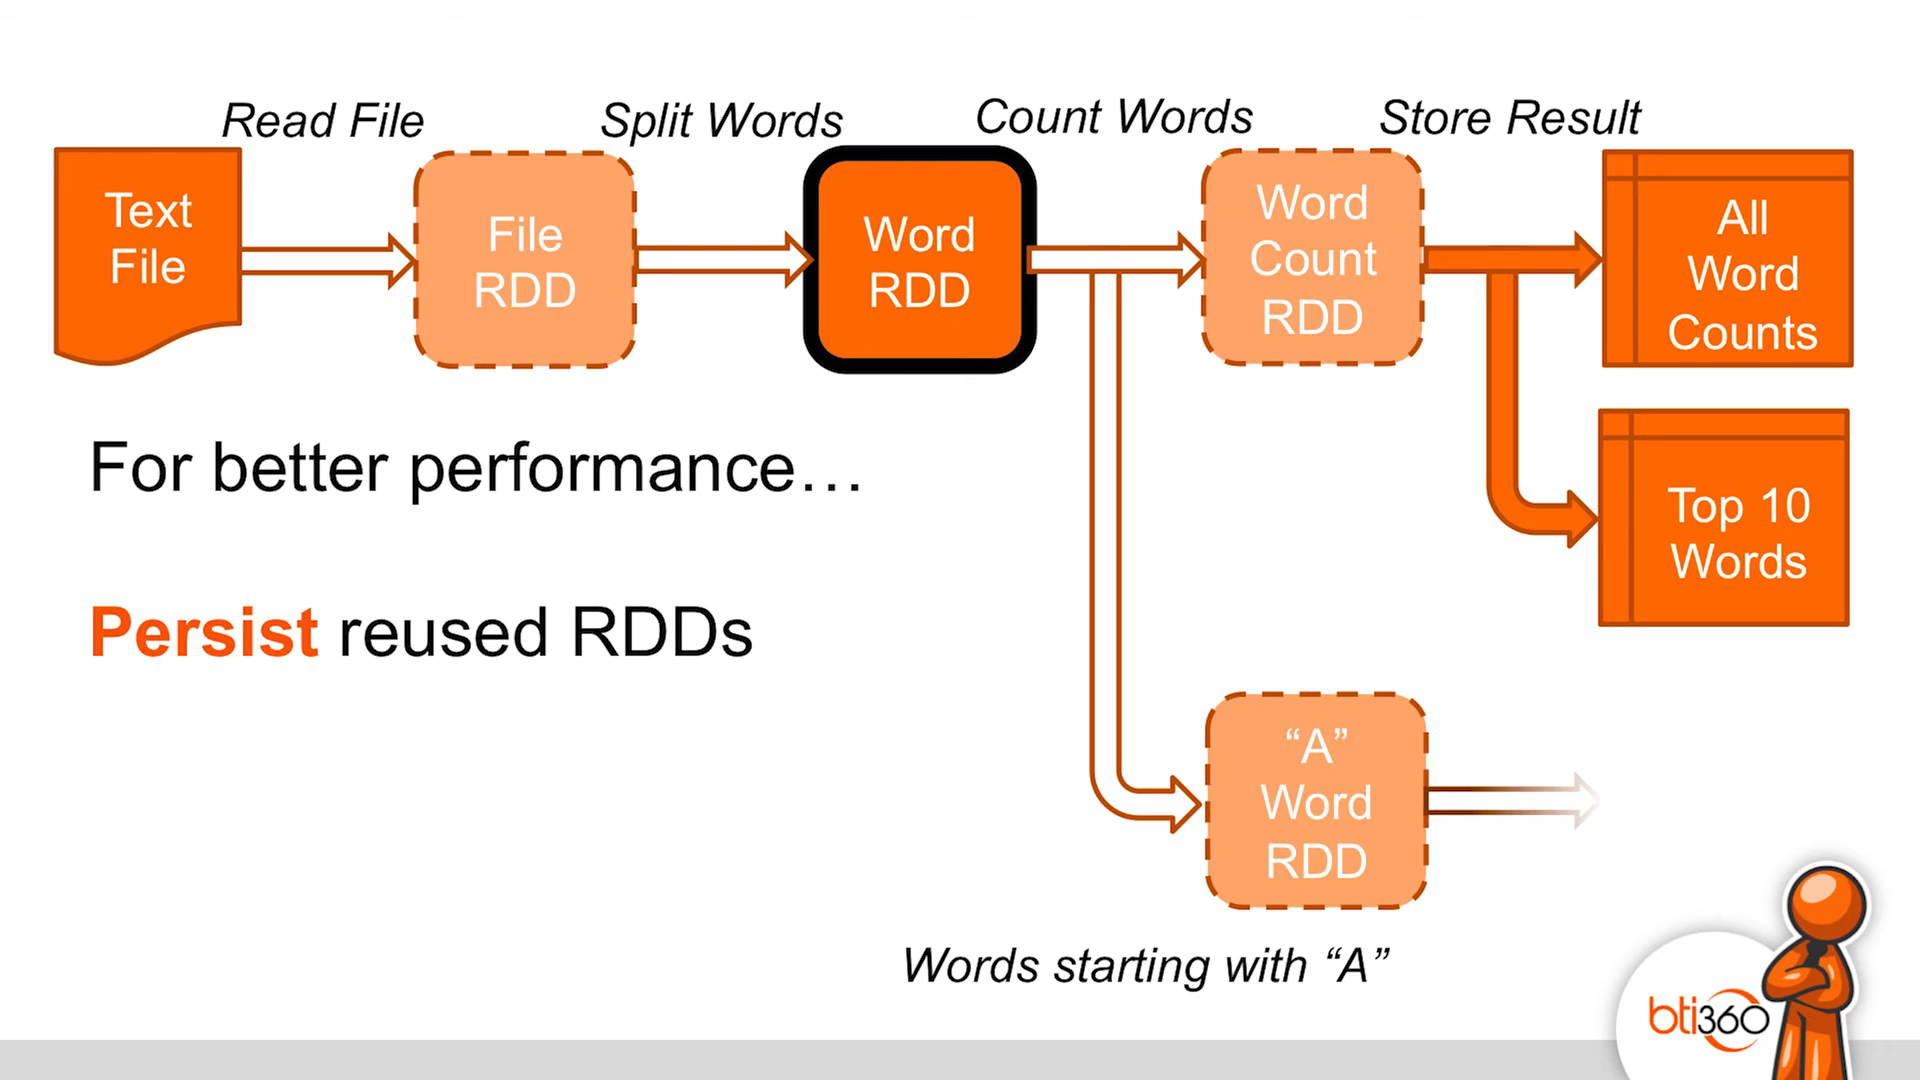 Read File
Split Words
Count Words
Store Result
Text
File
File
RDD
Word
RDD
Word
Count
RDD
All
Word
Counts
For better performance…
Top 10
Words
Persist reused RDDs
“A”
Word
RDD
Words starting with “A”
bti360